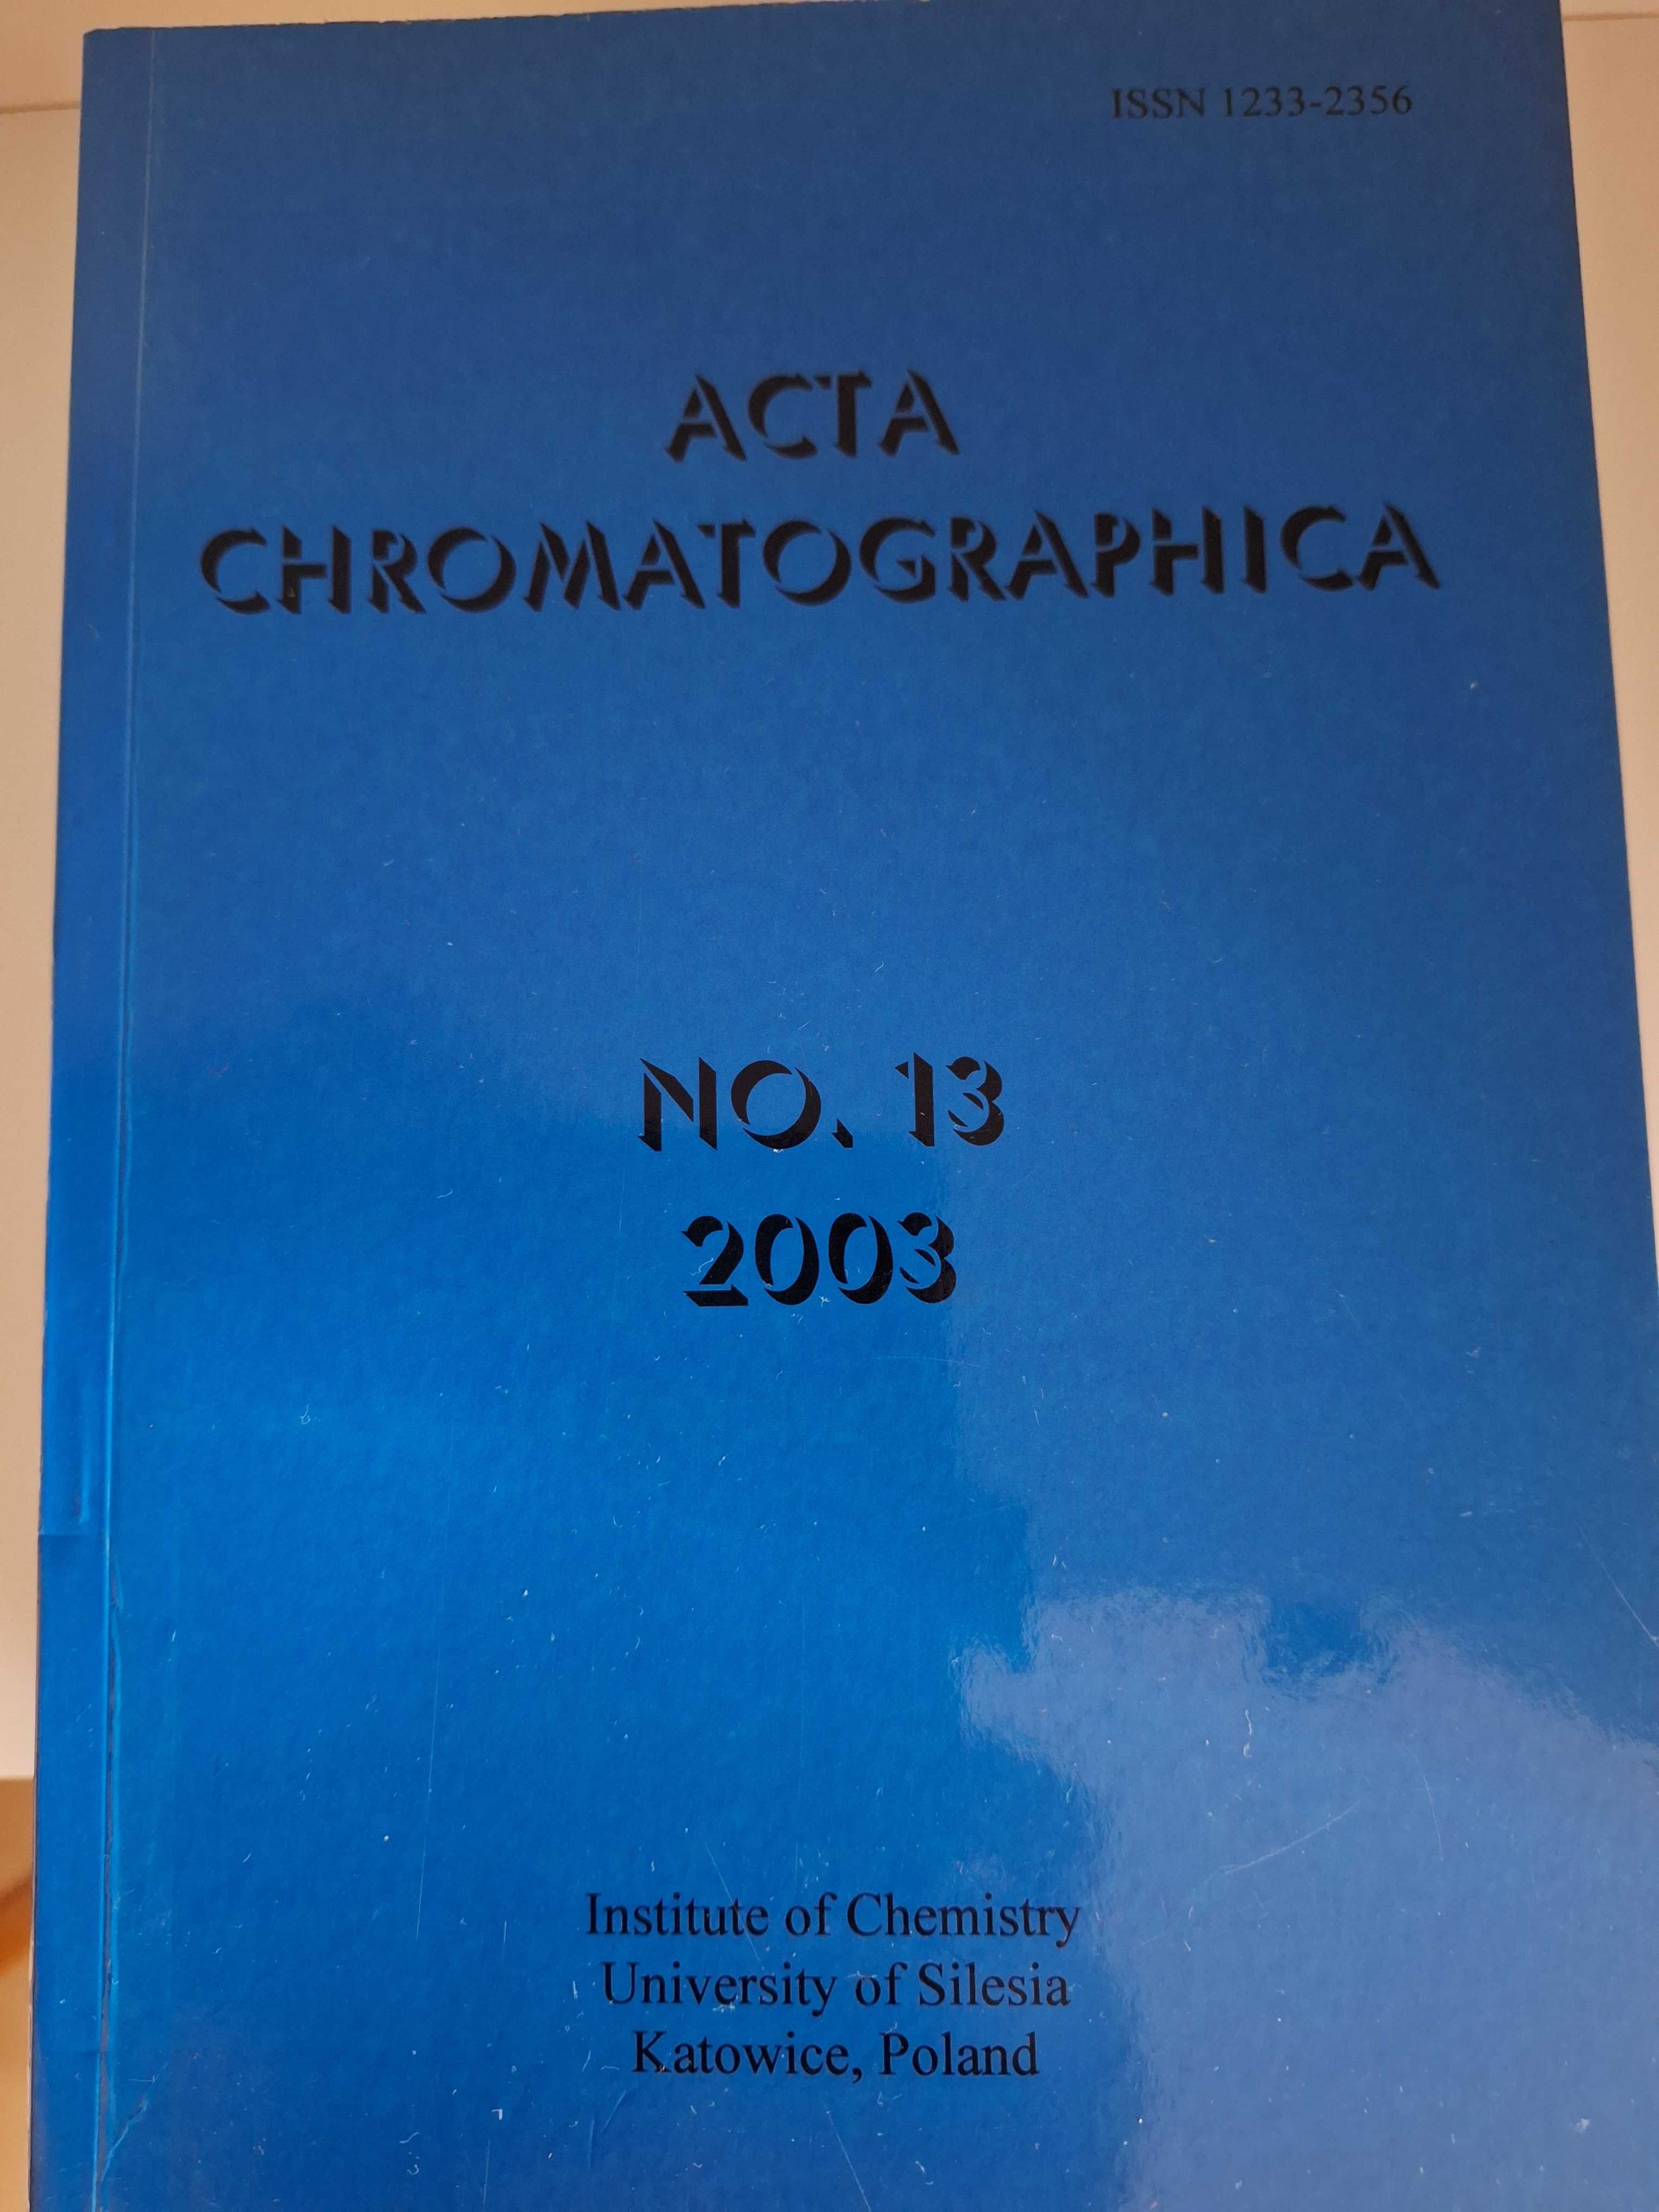 ISSN 1233-2356
ACTA
CHROMATOGRAPHICA
NO. 13
2003
Institute of Chemistry
University of Silesia
Katowice, Poland